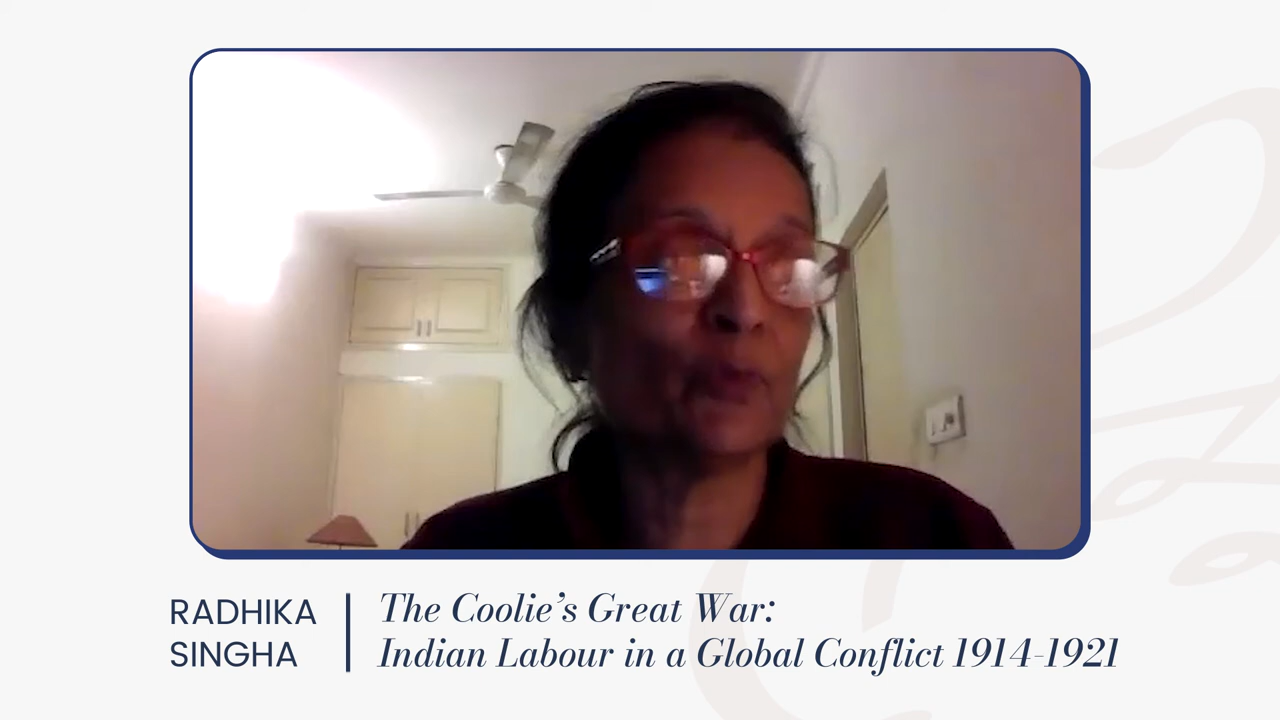 RADHIKA
SINGHA
The Coolie’s Great War:
Indian Labour in a Global Conflict 1914-1921